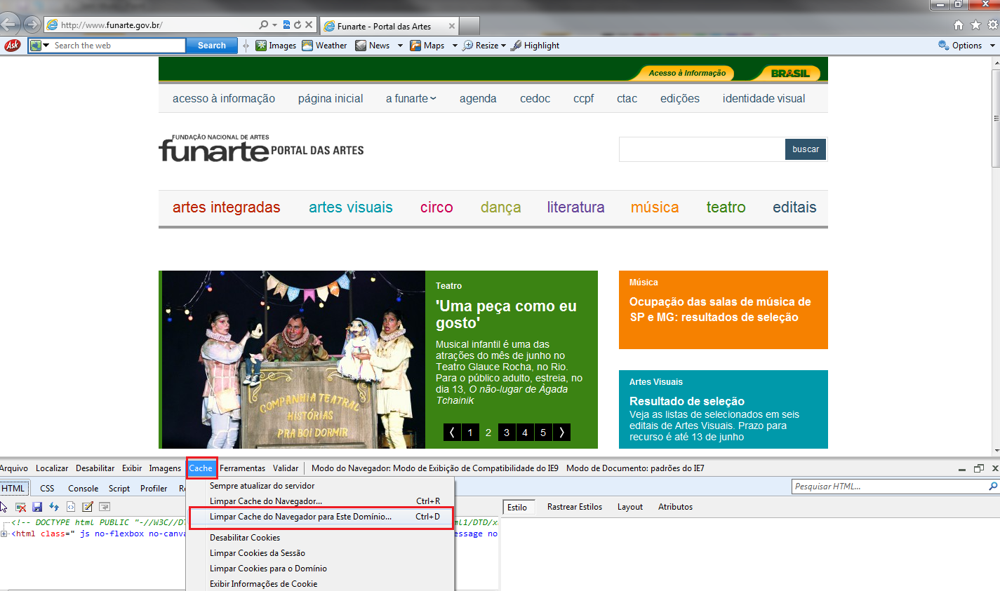 http://www.funarte.gov.br/
Funarte - Portal das Artes
Ask
Search the web
Search
Images
Weather
News
Maps
Resize
Highlight
Options
Acesso à Informação
BRASIL
acesso à informação
página inicial
a funarte
agenda
cedoc
ccpf
ctac
edições
identidade visual
FUNDAÇÃO NACIONAL DE ARTES
funarte PORTAL DAS ARTES
buscar
artes integradas
artes visuais
circo
dança
literatura
música
teatro
editais
COMPANHIA TEATRAL
HISTÓRIAS
PRA BOI DORMIR
Teatro
'Uma peça como eu
gosto'
Musical infantil é uma das
atrações do mês de junho no
Teatro Glauce Rocha, no Rio.
Para o público adulto, estreia, no
dia 13, O não-lugar de Àgada
Tchainik
1 2 3 4 5
Música
Ocupação das salas de música de
SP e MG: resultados de seleção
Artes Visuais
Resultado de seleção
Veja as listas de selecionados em seis
editais de Artes Visuais. Prazo para
recurso é até 13 de junho
Arquivo Localizar Desabilitar Exibir Imagens Cache Ferramentas Validar Modo do Navegador: Modo de Exibição de Compatibilidade do IE9 Modo de Documento: padrões do IE7
HTML CSS Console Script Profiler
Pesquisar HTML...
Sempre atualizar do servidor
Limpar Cache do Navegador... Ctrl+R
Limpar Cache do Navegador para Este Domínio... Ctrl+D
Desabilitar Cookies
Limpar Cookies da Sessão
Limpar Cookies para o Domínio
Exibir Informações de Cookie
Estilo Rastrear Estilos Layout Atributos
<!-- DOCTYPE html PUBLIC "-//W3C//DT
<html class=" js no-flexbox no-canva